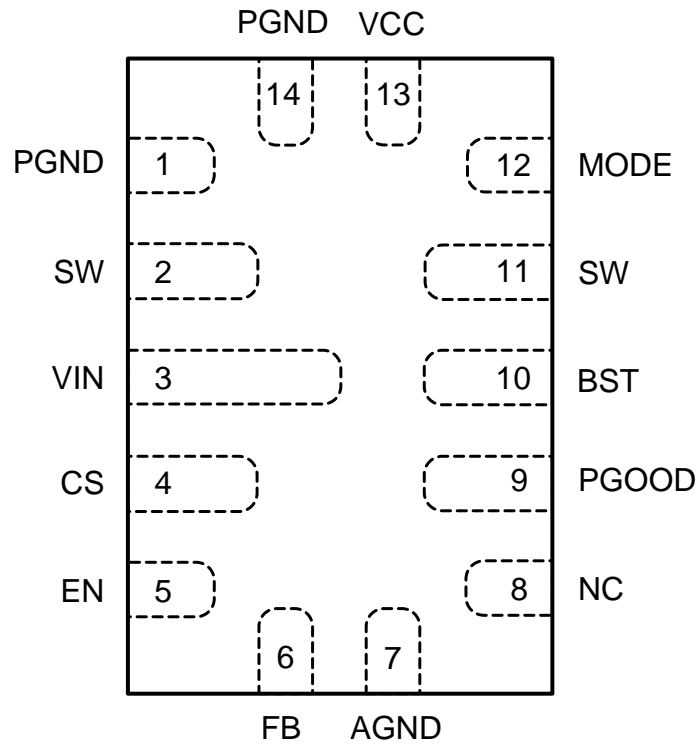 PGND VCC
14 13
PGND 1 12 MODE
SW 2 11 SW
VIN 3 10 BST
CS 4 9 PGOOD
EN 5 8 NC
6 7
FB AGND